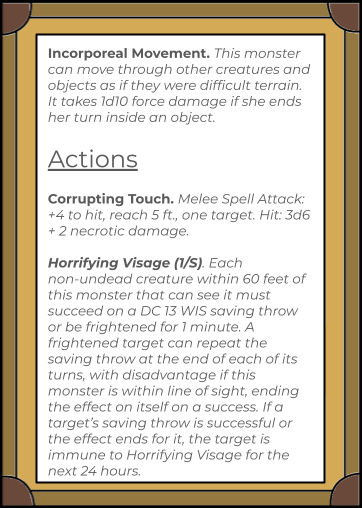 Incorporeal Movement. This monster
can move through other creatures and
objects as if they were difficult terrain.
It takes 1d10 force damage if she ends
her turn inside an object.
Actions
Corrupting Touch. Melee Spell Attack:
+4 to hit, reach 5 ft., one target. Hit: 3d6
+ 2 necrotic damage.
Horrifying Visage (1/S). Each
non-undead creature within 60 feet of
this monster that can see it must
succeed on a DC 13 WIS saving throw
or be frightened for 1 minute. A
frightened target can repeat the
saving throw at the end of each of its
turns, with disadvantage if this
monster is within line of sight, ending
the effect on itself on a success. If a
target's saving throw is successful or
the effect ends for it, the target is
immune to Horrifying Visage for the
next 24 hours.